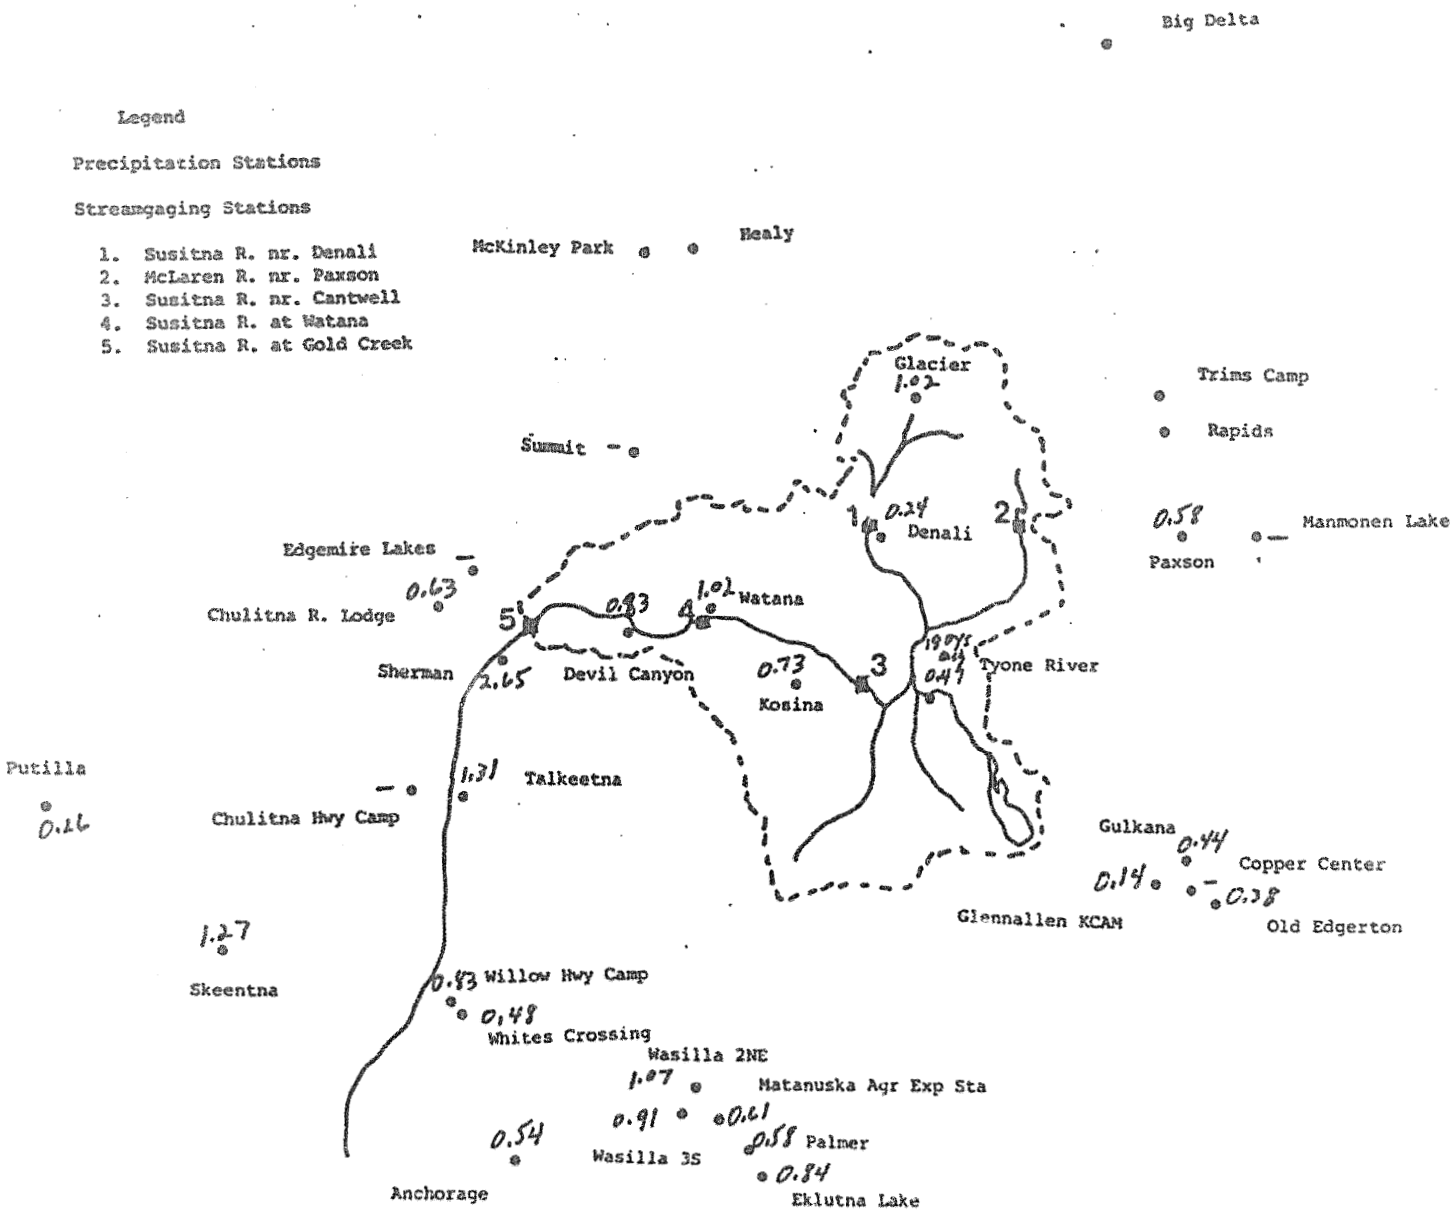 Big Delta
Legend
Precipitation Stations
Streamgaging Stations
1. Susitna R. nr. Denali
2. McLaren R. nr. Paxson
3. Susitna R. nr. Cantwell
4. Susitna R. at Watana
5. Susitna R. at Gold Creek
McKinley Park
Healy
Glacier
1.02
Trims Camp
Rapids
Summit -
1
0.24
Denali
2
0.58
Paxson
Manmonen Lake
Edgemire Lakes -
0.63
Chulitna R. Lodge
5
0.83
4
1.02
Watana
Sherman
2.65
Devil Canyon
0.73
Kosina
3
Tyone River
0.47
Putilla
0.26
Chulitna Hwy Camp
1.31
Talkeetna
Gulkana
0.44
Copper Center
0.14
-
Glennallen KCAM
Old Edgerton
1.27
Skeentna
0.83
Willow Hwy Camp
0.48
Whites Crossing
Wasilla 2NE
1.07
Matanuska Agr Exp Sta
0.91
0.61
0.58
Palmer
Wasilla 3S
0.84
Eklutna Lake
0.54
Anchorage